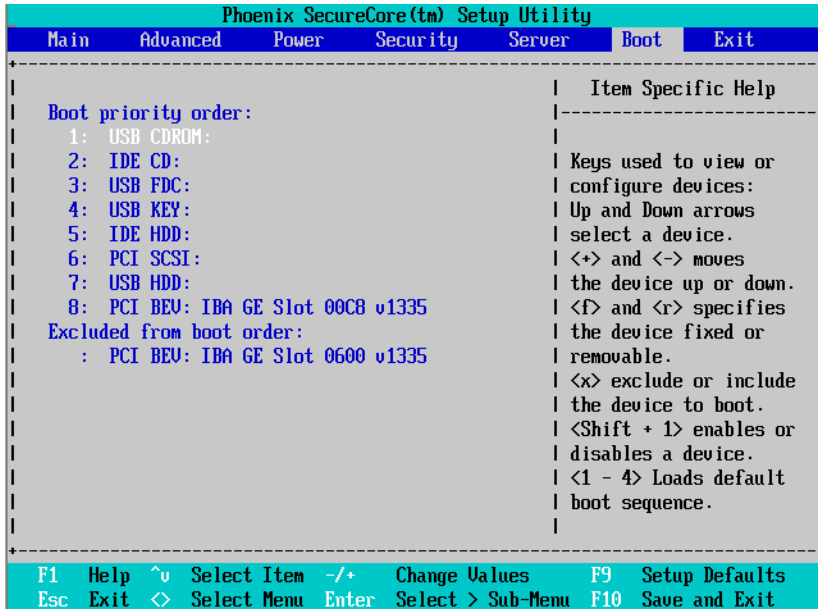 Phoenix SecureCore(tm) Setup Utility
Main Advanced Power Security Server Boot Exit
Item Specific Help
Boot priority order:
1: USB CDROM:
2: IDE CD:
3: USB FDC:
4: USB KEY:
5: IDE HDD:
6: PCI SCSI:
7: USB HDD:
8: PCI BEV: IBA GE Slot 00C8 v1335
Excluded from boot order:
: PCI BEV: IBA GE Slot 0600 v1335
Keys used to view or
configure devices:
Up and Down arrows
select a device.
<+> and <-> moves
the device up or down.
<f> and <r> specifies
the device fixed or
removable.
<x> exclude or include
the device to boot.
<Shift + 1> enables or
disables a device.
<1 - 4> Loads default
boot sequence.
F1 Help ^v Select Item -/+ Change Values F9 Setup Defaults
Esc Exit <> Select Menu Enter Select > Sub-Menu F10 Save and Exit